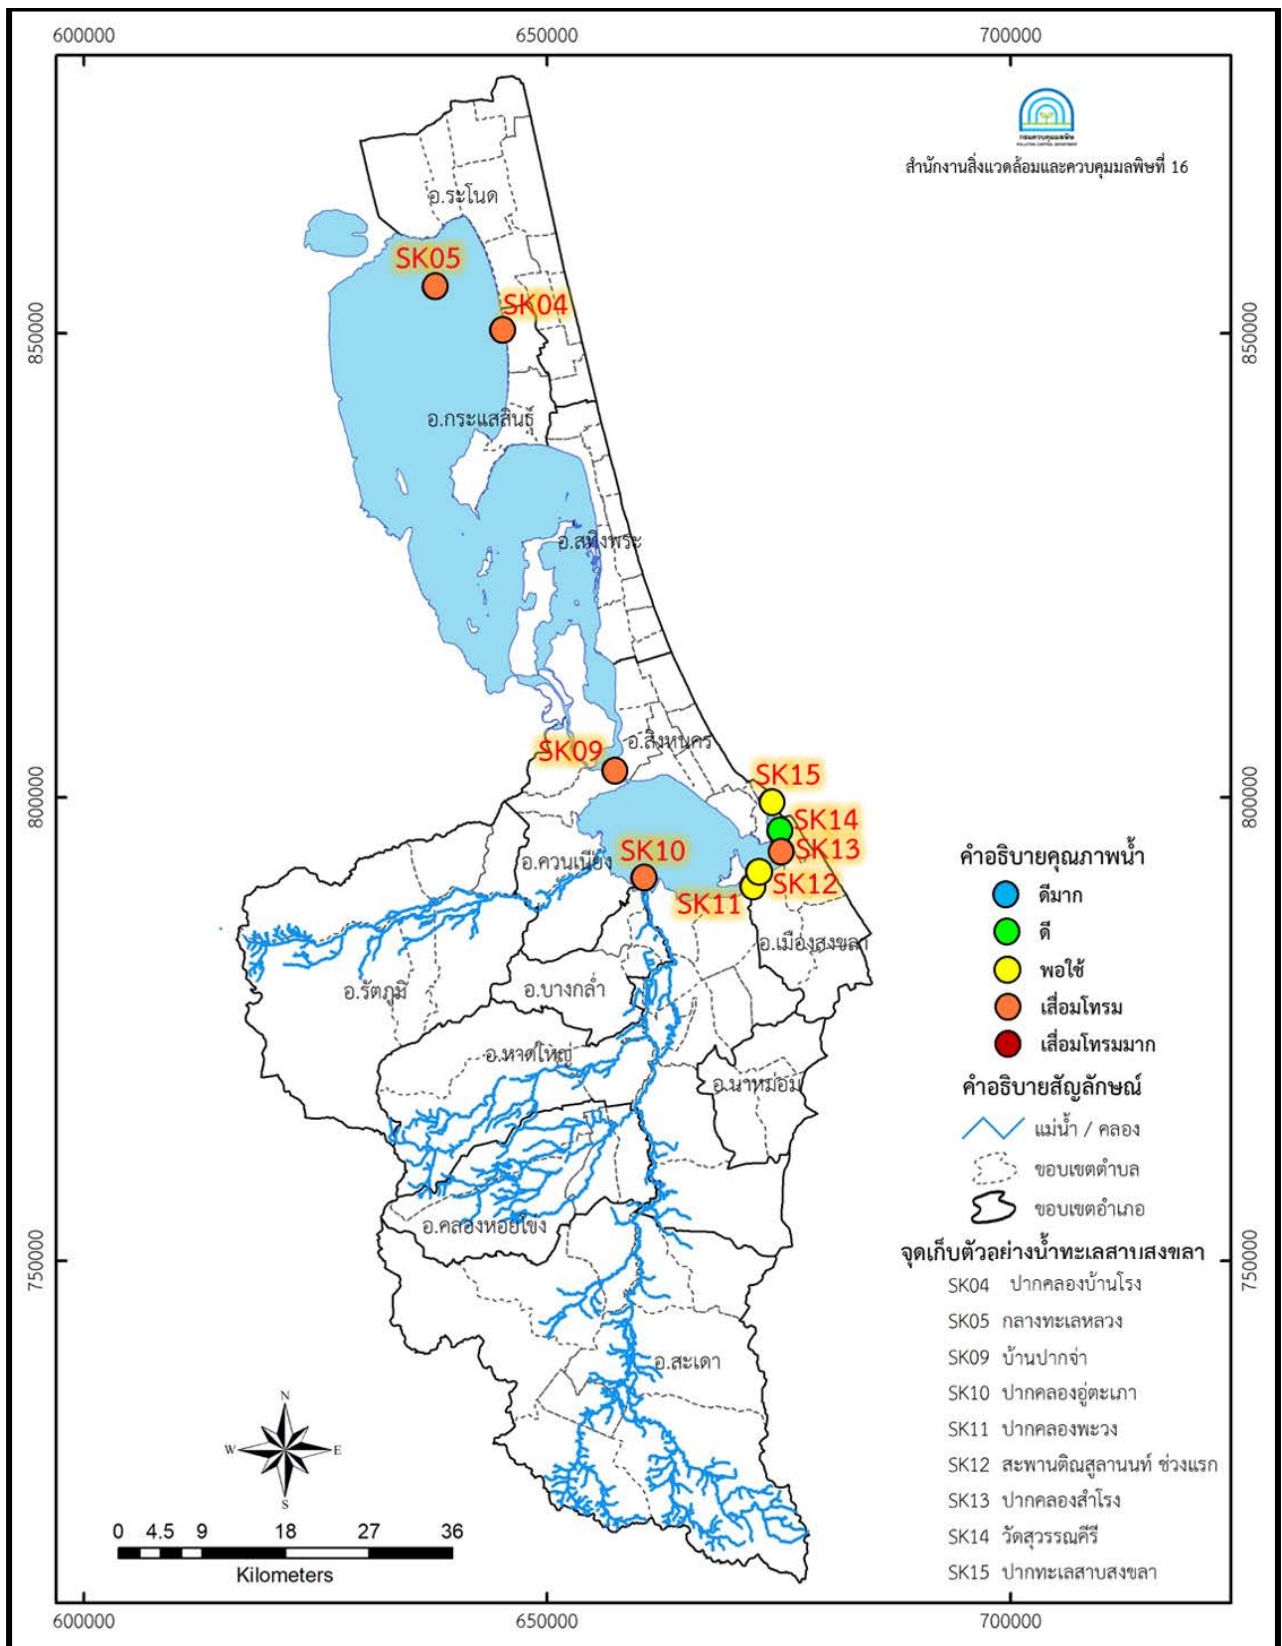 600000 650000 700000
กรมควบคุมมลพิษ
POLLUTION CONTROL DEPARTMENT
สำนักงานสิ่งแวดล้อมและควบคุมมลพิษที่ 16
อ.ระโนด
SK05
SK04
850000 850000
อ.กระแสสินธุ์
อ.สทิงพระ
อ.สิงหนคร
SK09
SK15
800000 800000
SK14
SK13
SK10
อ.ควนเนียง
SK12
SK11
อ.เมืองสงขลา
อ.รัตภูมิ
อ.บางกล่ำ
อ.หาดใหญ่
อ.นาหม่อม
อ.คลองหอยโข่ง
750000 750000
อ.สะเดา
คำอธิบายคุณภาพน้ำ
ดีมาก
ดี
พอใช้
เสื่อมโทรม
เสื่อมโทรมมาก
คำอธิบายสัญลักษณ์
แม่น้ำ / คลอง
ขอบเขตตำบล
ขอบเขตอำเภอ
จุดเก็บตัวอย่างน้ำทะเลสาบสงขลา
SK04 ปากคลองบ้านโรง
SK05 กลางทะเลหลวง
SK09 บ้านปากจ่า
SK10 ปากคลองอู่ตะเภา
SK11 ปากคลองพะวง
SK12 สะพานติณสูลานนท์ ช่วงแรก
SK13 ปากคลองสำโรง
SK14 วัดสุวรรณคีรี
SK15 ปากทะเลสาบสงขลา
N
W E
S
0 4.5 9 18 27 36
Kilometers
600000 650000 700000